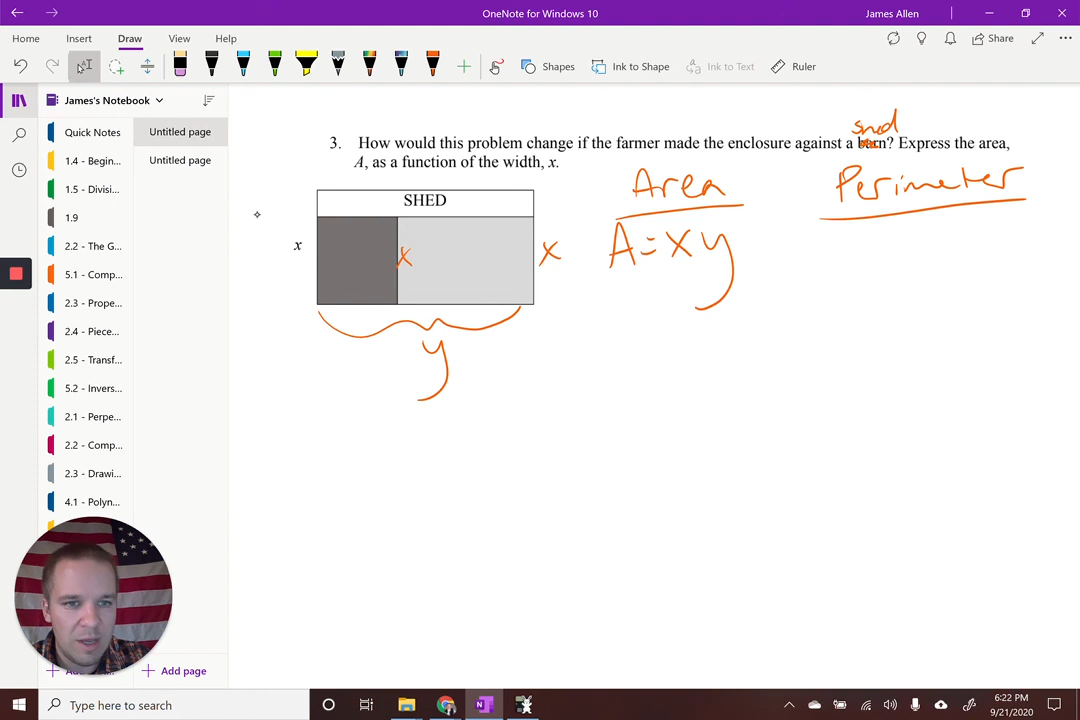 OneNote for Windows 10
James Allen
Home Insert Draw View Help
Share
Shapes Ink to Shape Ink to Text Ruler
James's Notebook
Quick Notes
1.4 - Begin...
1.5 - Divisi...
1.9
2.2 - The G...
5.1 - Comp...
2.3 - Prope...
2.4 - Piece...
2.5 - Transf...
5.2 - Invers...
2.1 - Perpe...
2.2 - Comp...
2.3 - Drawi...
4.1 - Polyn...
Add page
Untitled page
Untitled page
Add page
shed
3. How would this problem change if the farmer made the enclosure against a barn? Express the area,
A, as a function of the width, x.
SHED
x
x
x
y
Area
A = x y
Perimeter
Type here to search
6:22 PM
9/21/2020